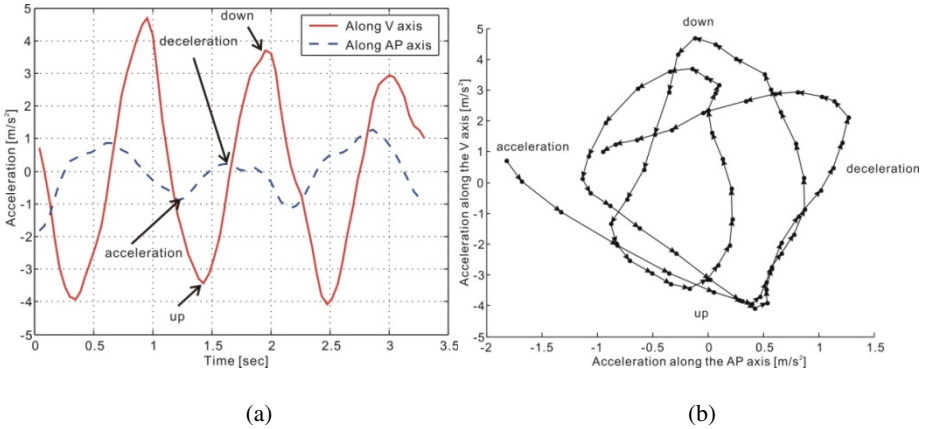 5
4
3
2
1
0
-1
-2
-3
-4
-5
Acceleration [m/s²]
down
deceleration
Along V axis
Along AP axis
acceleration
up
0 0.5 1 1.5 2 2.5 3 3.5
Time [sec]
(a)
5
4
3
2
1
0
-1
-2
-3
-4
-5
Acceleration along the V axis [m/s²]
down
acceleration
deceleration
up
-2 -1.5 -1 -0.5 0 0.5 1 1.5
Acceleration along the AP axis [m/s²]
(b)